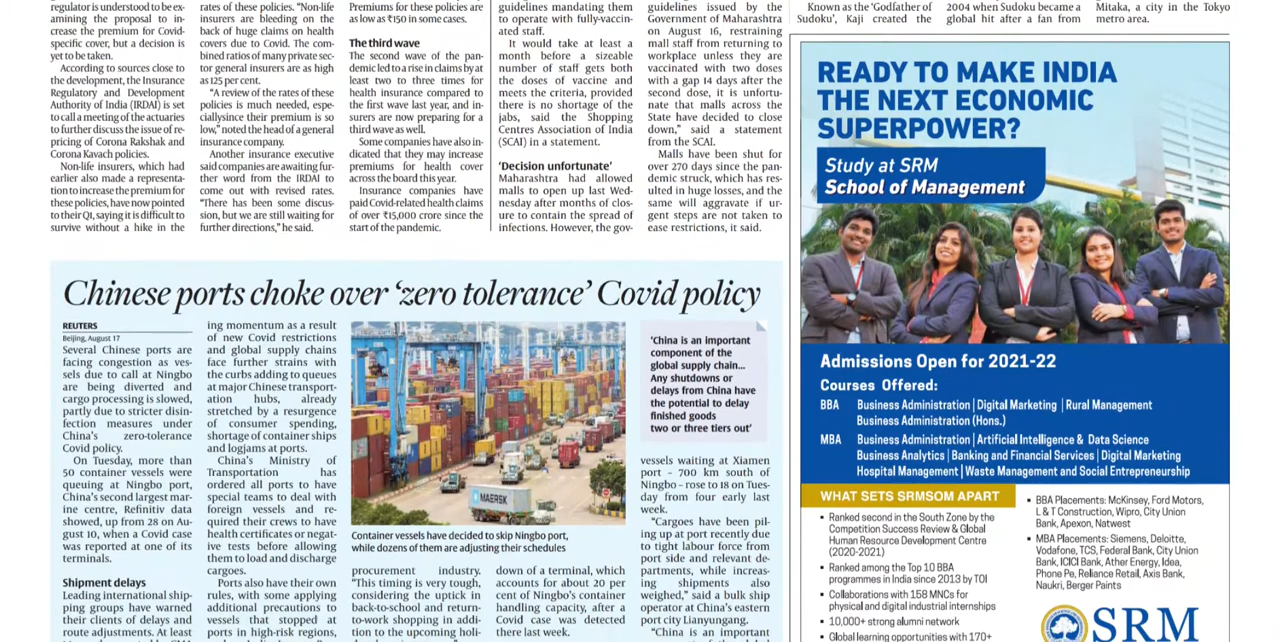 regulator is understood to be ex-
amining the proposal to in-
crease the premium for Covid-
specific cover, but a decision is
yet to be taken.
According to sources close to
the development, the Insurance
Regulatory and Development
Authority of India (IRDAI) is set
to call a meeting of the actuaries
to further discuss the issue of re-
pricing of Corona Rakshak and
Corona Kavach policies.
Non-life insurers, which had
earlier also made a representa-
tion to increase the premium for
these policies, have now pointed
to their Q1, saying it is difficult to
survive without a hike in the
rates of these policies. “Non-life
insurers are bleeding on the
back of huge claims on health
covers due to Covid. The com-
bined ratios of many private sec-
tor general insurers are as high
as 125 per cent.
“A review of the rates of these
policies is much needed, espe-
ciallysince their premium is so
low,” noted the head of a general
insurance company.
Another insurance executive
said companies are awaiting fur-
ther word from the IRDAI to
come out with revised rates.
“There has been some discus-
sion, but we are still waiting for
further directions,” he said.
Premiums for these policies are
as low as ₹150 in some cases.
The third wave
The second wave of the pan-
demic led to a rise in claims by at
least two to three times for
health insurance compared to
the first wave last year, and in-
surers are now preparing for a
third wave as well.
Some companies have also in-
dicated that they may increase
premiums for health cover
across the board this year.
Insurance companies have
paid Covid-related health claims
of over ₹15,000 crore since the
start of the pandemic.
guidelines mandating them
to operate with fully-vaccin-
ated staff.
It would take at least a
month before a sizeable
number of staff gets both
the doses of vaccine and
meets the criteria, provided
there is no shortage of the
jabs, said the Shopping
Centres Association of India
(SCAI) in a statement.
‘Decision unfortunate’
Maharashtra had allowed
malls to open up last Wed-
nesday after months of clos-
ure to contain the spread of
infections. However, the gov-
guidelines issued by the
Government of Maharashtra
on August 16, restraining
mall staff from returning to
workplace unless they are
vaccinated with two doses
with a gap 14 days after the
second dose, it is unfortu-
nate that malls across the
State have decided to close
down,” said a statement
from the SCAI.
Malls have been shut for
over 270 days since the pan-
demic struck, which has res-
ulted in huge losses, and the
same will aggravate if ur-
gent steps are not taken to
ease restrictions, it said.
Known as the ‘Godfather of
Sudoku’, Kaji created the
2004 when Sudoku became a
global hit after a fan from
Mitaka, a city in the Tokyo
metro area.
Chinese ports choke over ‘zero tolerance’ Covid policy
REUTERS
Beijing, August 17
Several Chinese ports are
facing congestion as ves-
sels due to call at Ningbo
are being diverted and
cargo processing is slowed,
partly due to stricter disin-
fection measures under
China’s zero-tolerance
Covid policy.
On Tuesday, more than
50 container vessels were
queuing at Ningbo port,
China’s second largest mar-
ine centre, Refinitiv data
showed, up from 28 on Au-
gust 10, when a Covid case
was reported at one of its
terminals.
Shipment delays
Leading international ship-
ping groups have warned
their clients of delays and
route adjustments. At least
ing momentum as a result
of new Covid restrictions
and global supply chains
face further strains with
the curbs adding to queues
at major Chinese transport-
ation hubs, already
stretched by a resurgence
of consumer spending,
shortage of container ships
and logjams at ports.
China’s Ministry of
Transportation has
ordered all ports to have
special teams to deal with
foreign vessels and re-
quired their crews to have
health certificates or negat-
ive tests before allowing
them to load and discharge
cargoes.
Ports also have their own
rules, with some applying
additional precautions to
vessels that stopped at
ports in high-risk regions,
MAERSK
Container vessels have decided to skip Ningbo port,
while dozens of them are adjusting their schedules
procurement industry.
“This timing is very tough,
considering the uptick in
back-to-school and return-
to-work shopping in addi-
tion to the upcoming holi-
down of a terminal, which
accounts for about 20 per
cent of Ningbo’s container
handling capacity, after a
Covid case was detected
there last week.
‘China is an important
component of the
global supply chain...
Any shutdowns or
delays from China have
the potential to delay
finished goods
two or three tiers out’
vessels waiting at Xiamen
port – 700 km south of
Ningbo – rose to 18 on Tues-
day from four early last
week.
“Cargoes have been pil-
ing up at port recently due
to tight labour force from
port side and relevant de-
partments, while increas-
ing shipments also
weighed,” said a bulk ship
operator at China’s eastern
port city Lianyungang.
“China is an important
READY TO MAKE INDIA
THE NEXT ECONOMIC
SUPERPOWER?
Study at SRM
School of Management
Admissions Open for 2021-22
Courses Offered:
BBA Business Administration | Digital Marketing | Rural Management
Business Administration (Hons.)
MBA Business Administration | Artificial Intelligence & Data Science
Business Analytics | Banking and Financial Services | Digital Marketing
Hospital Management | Waste Management and Social Entrepreneurship
WHAT SETS SRMSOM APART
• Ranked second in the South Zone by the
Competition Success Review & Global
Human Resource Development Centre
(2020-2021)
• Ranked among the Top 10 BBA
programmes in India since 2013 by TOI
• Collaborations with 158 MNCs for
physical and digital industrial internships
• 10,000+ strong alumni network
• Global learning opportunities with 170+
• BBA Placements: McKinsey, Ford Motors,
L & T Construction, Wipro, City Union
Bank, Apexon, Natwest
• MBA Placements: Siemens, Deloitte,
Vodafone, TCS, Federal Bank, City Union
Bank, ICICI Bank, Ather Energy, Idea,
Phone Pe, Reliance Retail, Axis Bank,
Naukri, Berger Paints
SRM